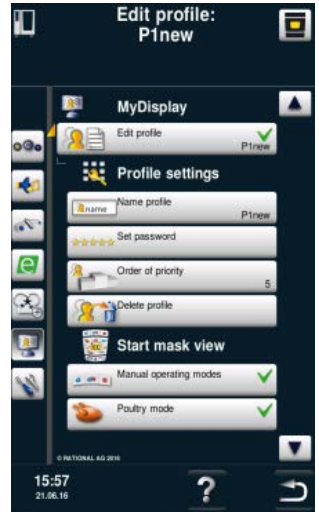 Edit profile:
P1new
MyDisplay
Edit profile
P1new
Profile settings
name
Name profile
P1new
Set password
Order of priority
5
Delete profile
Start mask view
Manual operating modes
Poultry mode
© RATIONAL AG 2016
15:57
21.06.16
?